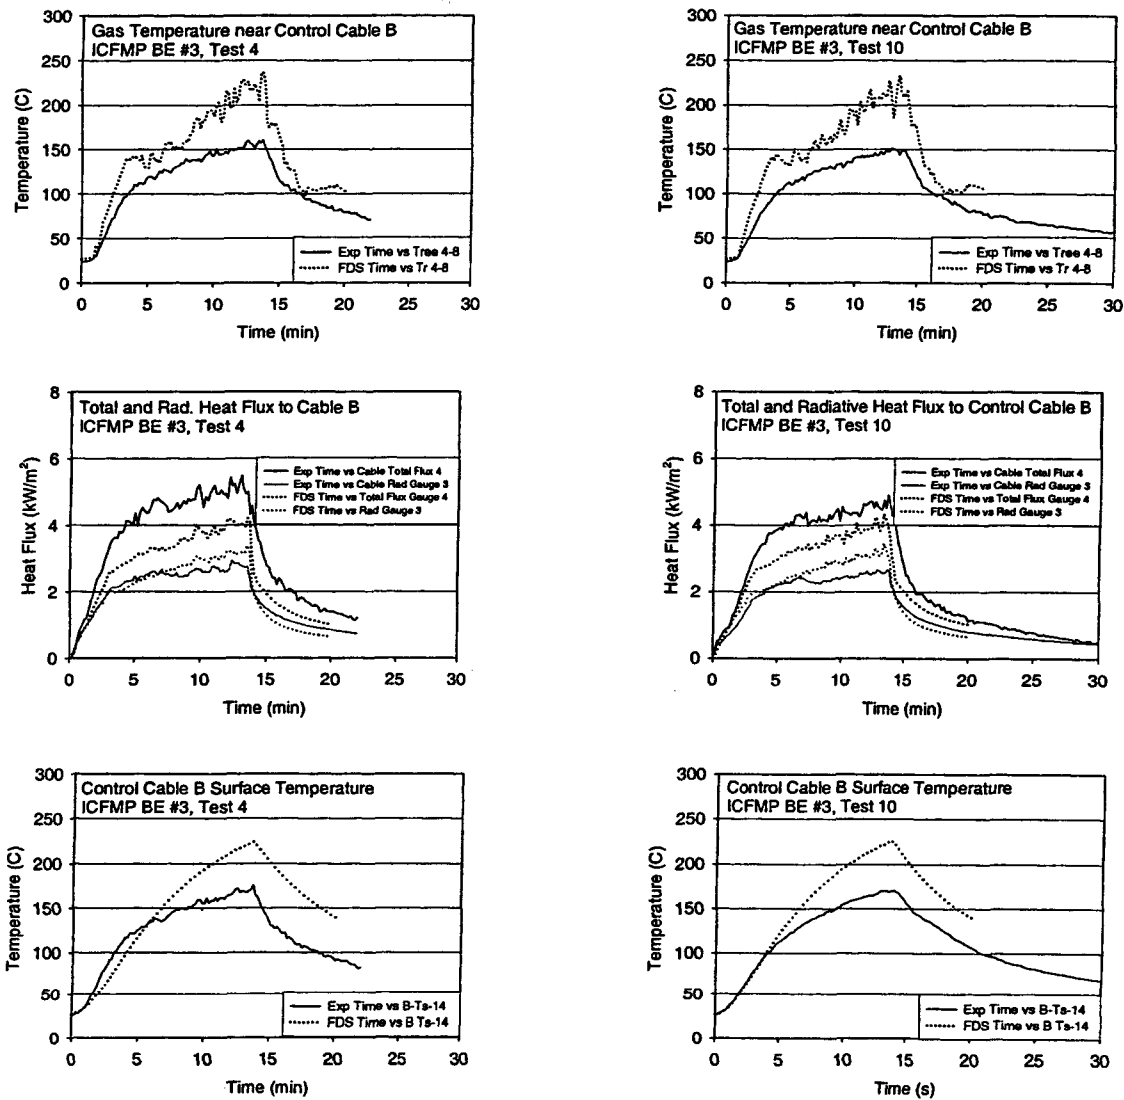 Gas Temperature near Control Cable B
ICFMP BE #3, Test 4
Temperature (C)
300
250
200
150
100
50
0
Exp Time vs Tree 4-8
FDS Time vs Tr 4-8
0 5 10 15 20 25 30
Time (min)
Gas Temperature near Control Cable B
ICFMP BE #3, Test 10
Temperature (C)
300
250
200
150
100
50
0
Exp Time vs Tree 4-8
FDS Time vs Tr 4-8
0 5 10 15 20 25 30
Time (min)
Total and Rad. Heat Flux to Cable B
ICFMP BE #3, Test 4
Heat Flux (kW/m²)
8
6
4
2
0
Exp Time vs Cable Total Flux 4
Exp Time vs Cable Rad Gauge 3
FDS Time vs Total Flux Gauge 4
FDS Time vs Rad Gauge 3
0 5 10 15 20 25 30
Time (min)
Total and Radiative Heat Flux to Control Cable B
ICFMP BE #3, Test 10
Heat Flux (kW/m²)
8
6
4
2
0
Exp Time vs Cable Total Flux 4
Exp Time vs Cable Rad Gauge 3
FDS Time vs Total Flux Gauge 4
FDS Time vs Rad Gauge 3
0 5 10 15 20 25 30
Time (min)
Control Cable B Surface Temperature
ICFMP BE #3, Test 4
Temperature (C)
300
250
200
150
100
50
0
Exp Time vs B-Ts-14
FDS Time vs B Ts-14
0 5 10 15 20 25 30
Time (min)
Control Cable B Surface Temperature
ICFMP BE #3, Test 10
Temperature (C)
300
250
200
150
100
50
0
Exp Time vs B-Ts-14
FDS Time vs B Ts-14
0 5 10 15 20 25 30
Time (s)